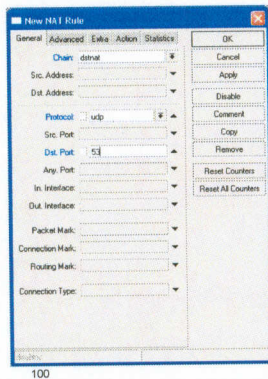 New NAT Rule
General Advanced Extra Action Statistics
Chain: dstnat
Src. Address:
Dst. Address:
Protocol: udp
Src. Port:
Dst. Port: 53
Any. Port:
In. Interface:
Out. Interface:
Packet Mark:
Connection Mark:
Routing Mark:
Connection Type:
OK
Cancel
Apply
Disable
Comment
Copy
Remove
Reset Counters
Reset All Counters
100